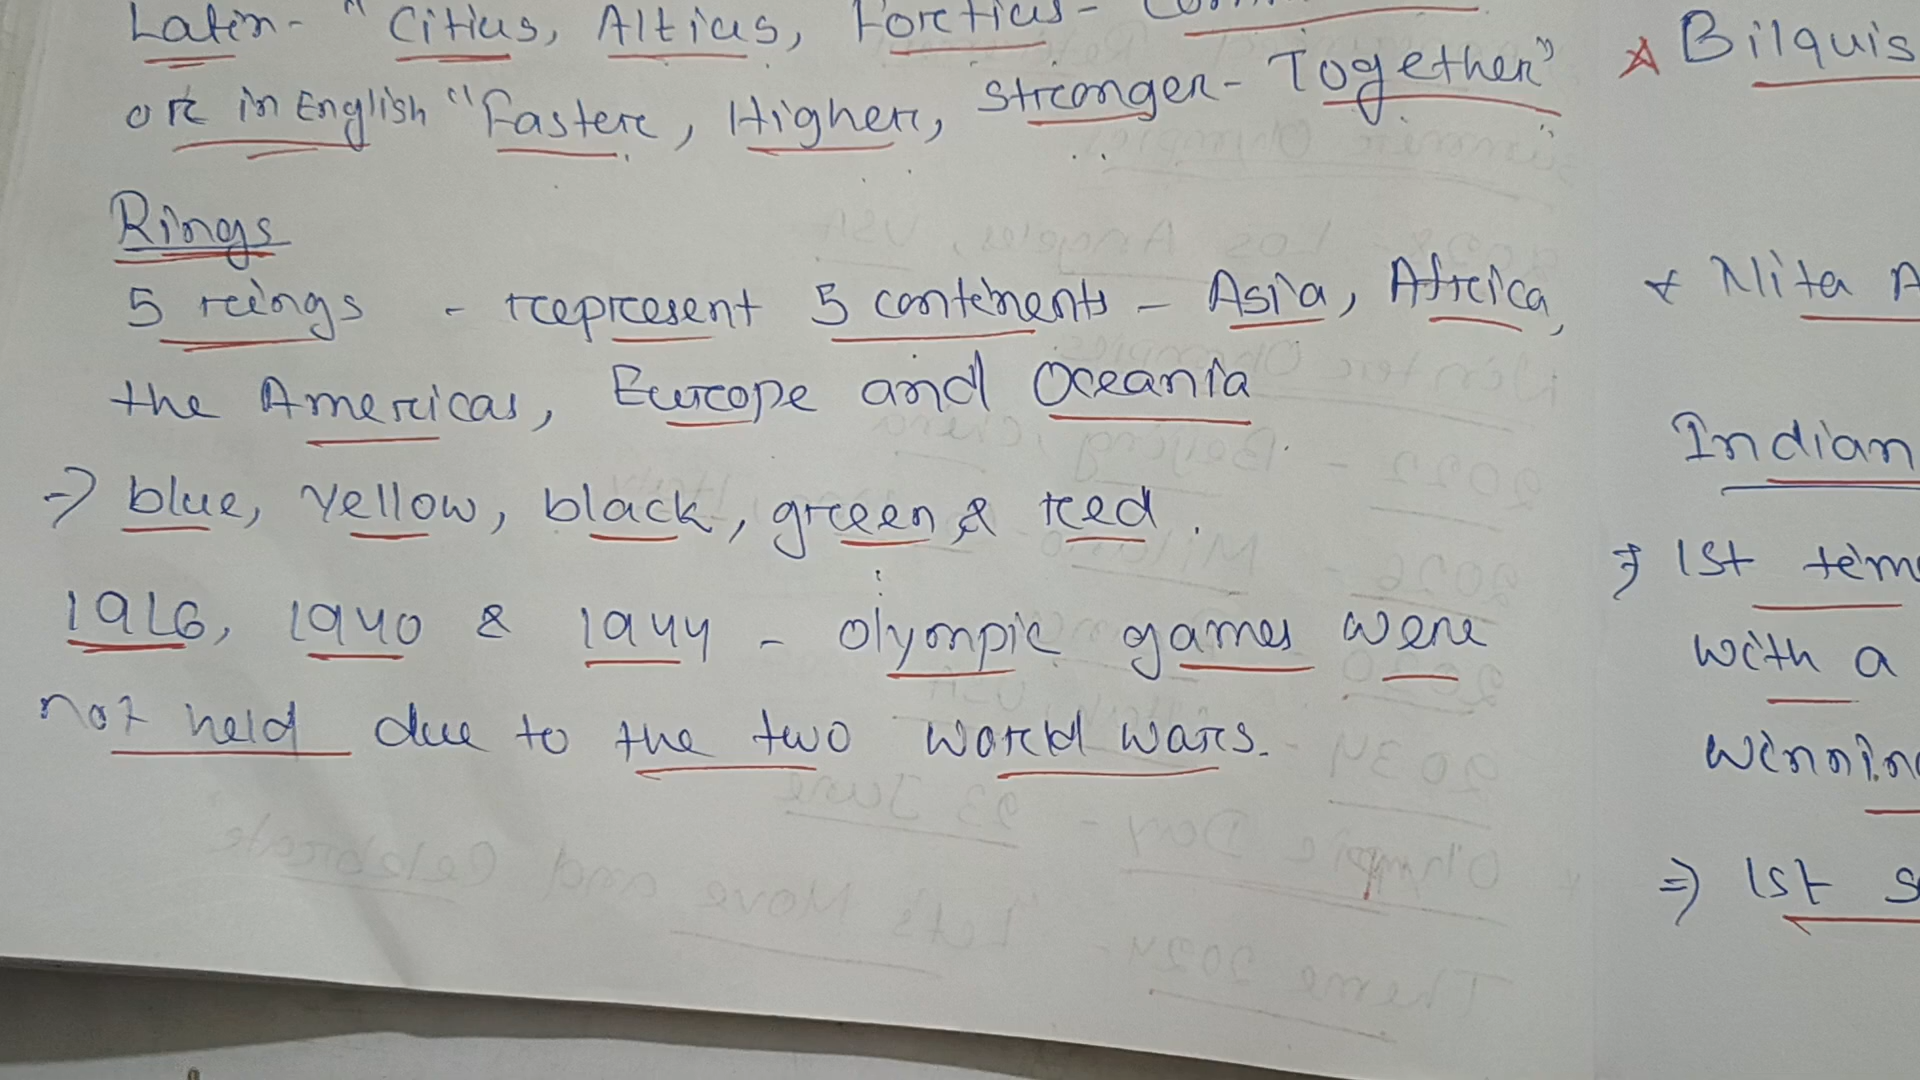 Latin- "Citius, Altius, Fortius-
or in English "Faster, Higher, Stronger- Together"
Rings
5 rings - represent 5 continents - Asia, Africa,
the Americas, Europe and Oceania
⇒ blue, yellow, black, green & red.
1916, 1940 & 1944 - Olympic games were
not held due to the two world wars.
☆ Bilquis
Nita A
Indian
⇒ 1st
with a
winnin
⇒ 1st s